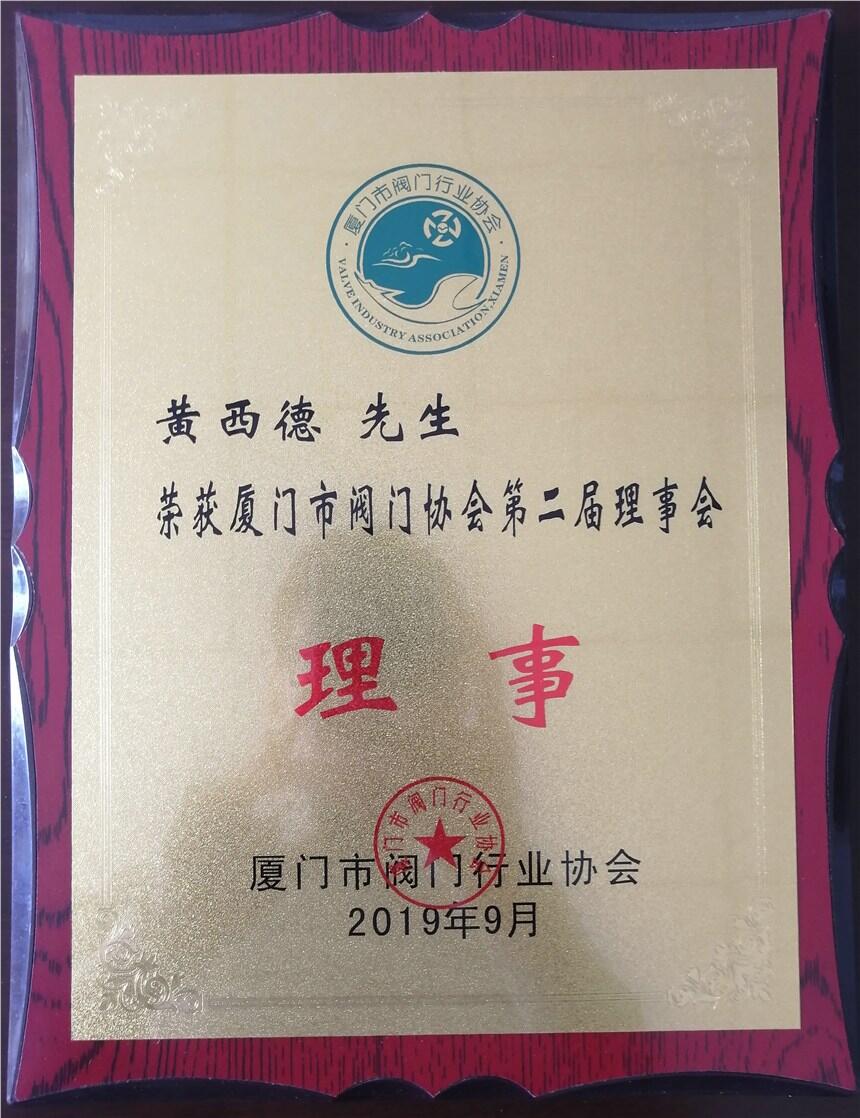 ·厦门市阀门行业协会·
VALVE INDUSTRY ASSOCIATION,XIAMEN
黄西德 先生
荣获厦门市阀门协会第二届理事会
理 事
厦门市阀门行业协会
厦门市阀门行业协会
2019年9月